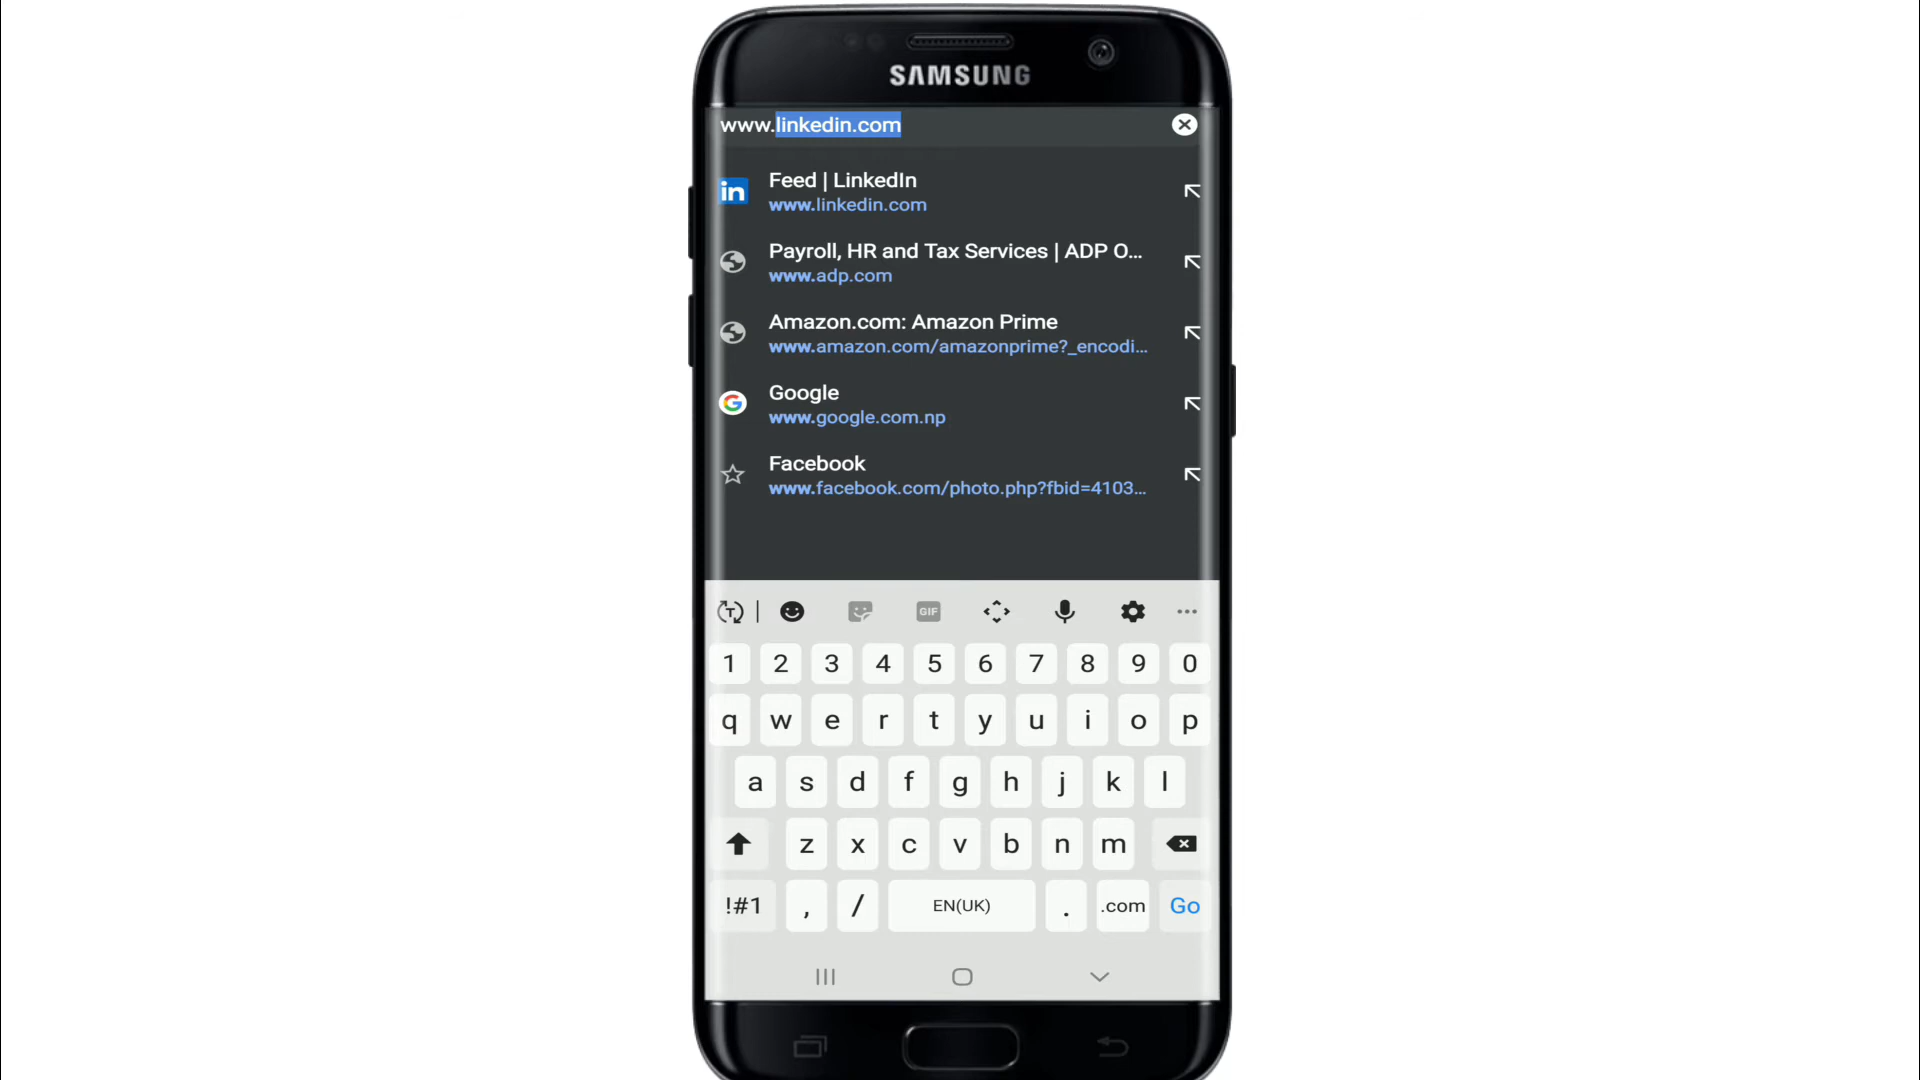 SAMSUNG
www.linkedin.com
in
Feed | LinkedIn
www.linkedin.com
Payroll, HR and Tax Services | ADP O...
www.adp.com
Amazon.com: Amazon Prime
www.amazon.com/amazonprime?_encodi...
G
Google
www.google.com.np
Facebook
www.facebook.com/photo.php?fbid=4103...
T GIF
1 2 3 4 5 6 7 8 9 0
q w e r t y u i o p
a s d f g h j k l
z x c v b n m
!#1 , / EN(UK) . .com Go